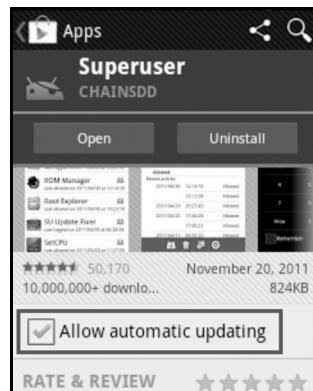 Apps
Superuser
CHAINSDD
Open
Uninstall
ROM Manager
Root Explorer
SU Update Fixer
SetCPU
Allowed
50,170
November 20, 2011
10,000,000+ downlo...
824KB
Allow automatic updating
RATE & REVIEW